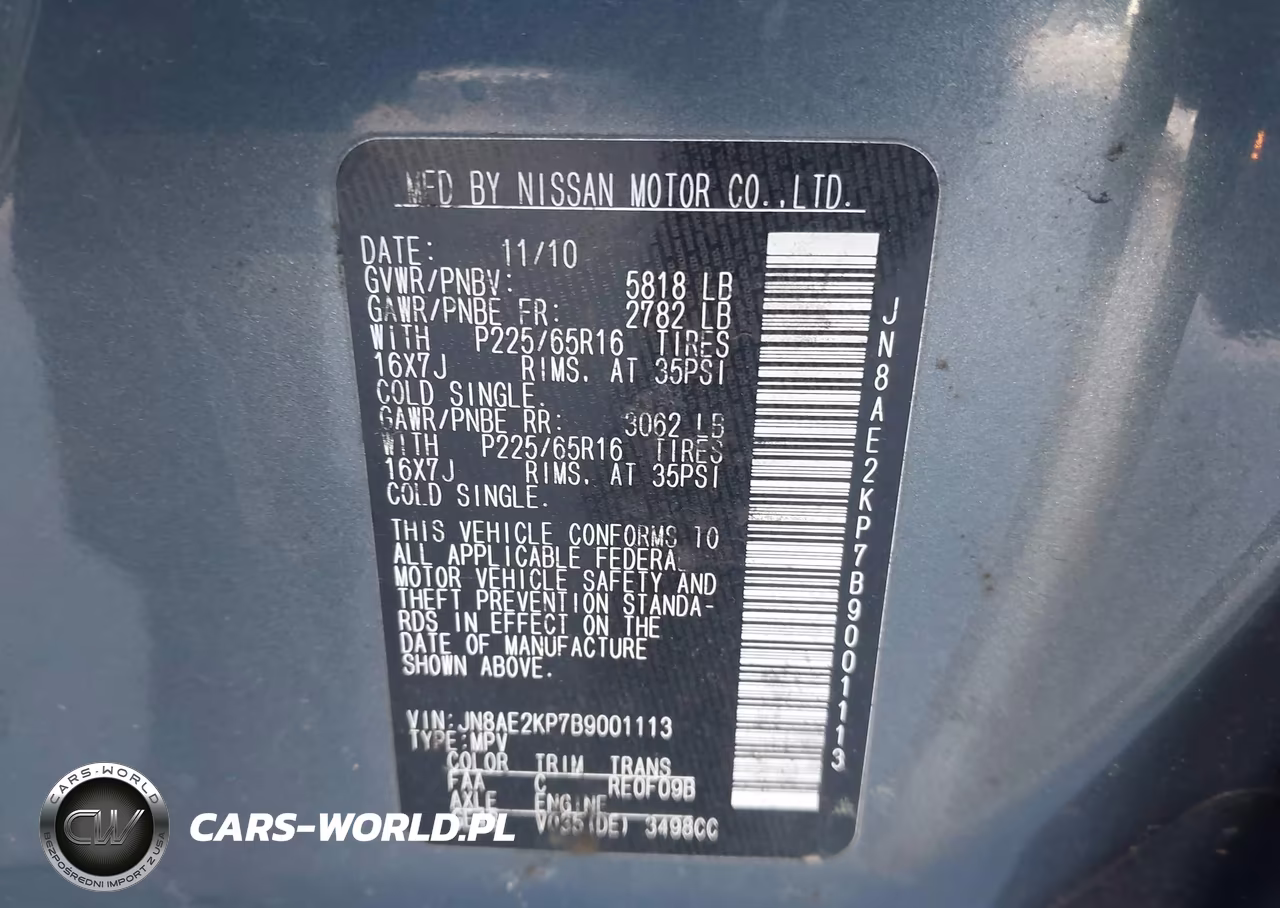 MFD BY NISSAN MOTOR CO.,LTD.
DATE: 11/10
GVWR/PNBV: 5818 LB
GAWR/PNBE FR: 2782 LB
WITH P225/65R16 TIRES
16X7J RIMS. AT 35PSI
COLD SINGLE.
GAWR/PNBE RR: 3062 LB
WITH P225/65R16 TIRES
16X7J RIMS. AT 35PSI
COLD SINGLE.
THIS VEHICLE CONFORMS TO
ALL APPLICABLE FEDERAL
MOTOR VEHICLE SAFETY AND
THEFT PREVENTION STANDA-
RDS IN EFFECT ON THE
DATE OF MANUFACTURE
SHOWN ABOVE.
VIN:JN8AE2KP7B9001113
TYPE:MPV
COLOR TRIM TRANS
FAA C RE0F09B
AXLE ENGINE
VQ35(DE) 3498CC
JN8AE2KP7B9001113
CARS-WORLD
CW
BEZPOŚREDNI IMPORT Z USA
CARS-WORLD.PL